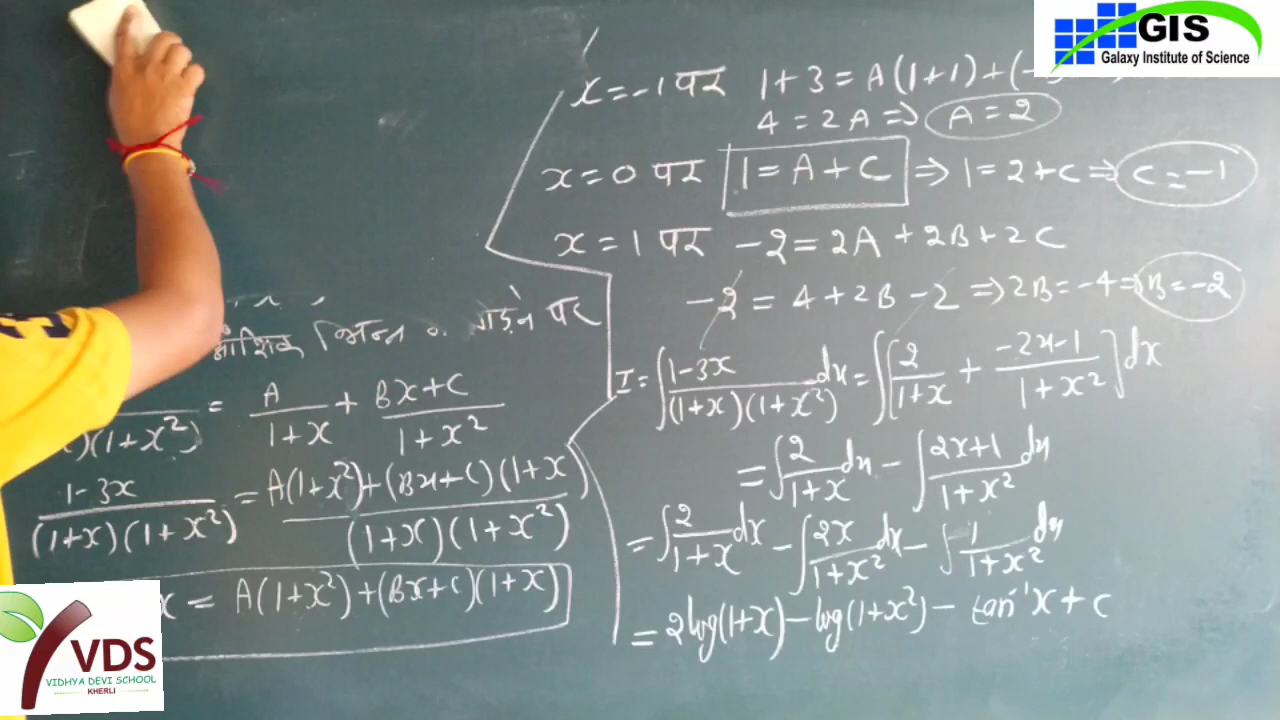 GIS
Galaxy Institute of Science
x=-1 पर 1+3=A(1+1)+(
4=2A⇒ A=2
x=0 पर 1=A+C ⇒ 1=2+C ⇒ C=-1
x=1 पर -2=2A+2B+2C
-2=4+2B-2 ⇒ 2B=-4 ⇒ B=-2
आंशिक भिन्न पर
)(1+x²) = A/(1+x) + (Bx+C)/(1+x²)
(1-3x)/((1+x)(1+x²)) = (A(1+x²)+(Bx+C)(1+x))/((1+x)(1+x²))
x = A(1+x²)+(Bx+C)(1+x)
I=∫(1-3x)/((1+x)(1+x²))dx=∫[2/(1+x) + (-2x-1)/(1+x²)]dx
=∫2/(1+x)dx - ∫(2x+1)/(1+x²)dx
=∫2/(1+x)dx - ∫2x/(1+x²)dx - ∫1/(1+x²)dx
=2log(1+x)-log(1+x²)-tan⁻¹x+c
VDS
VIDHYA DEVI SCHOOL
KHERLI